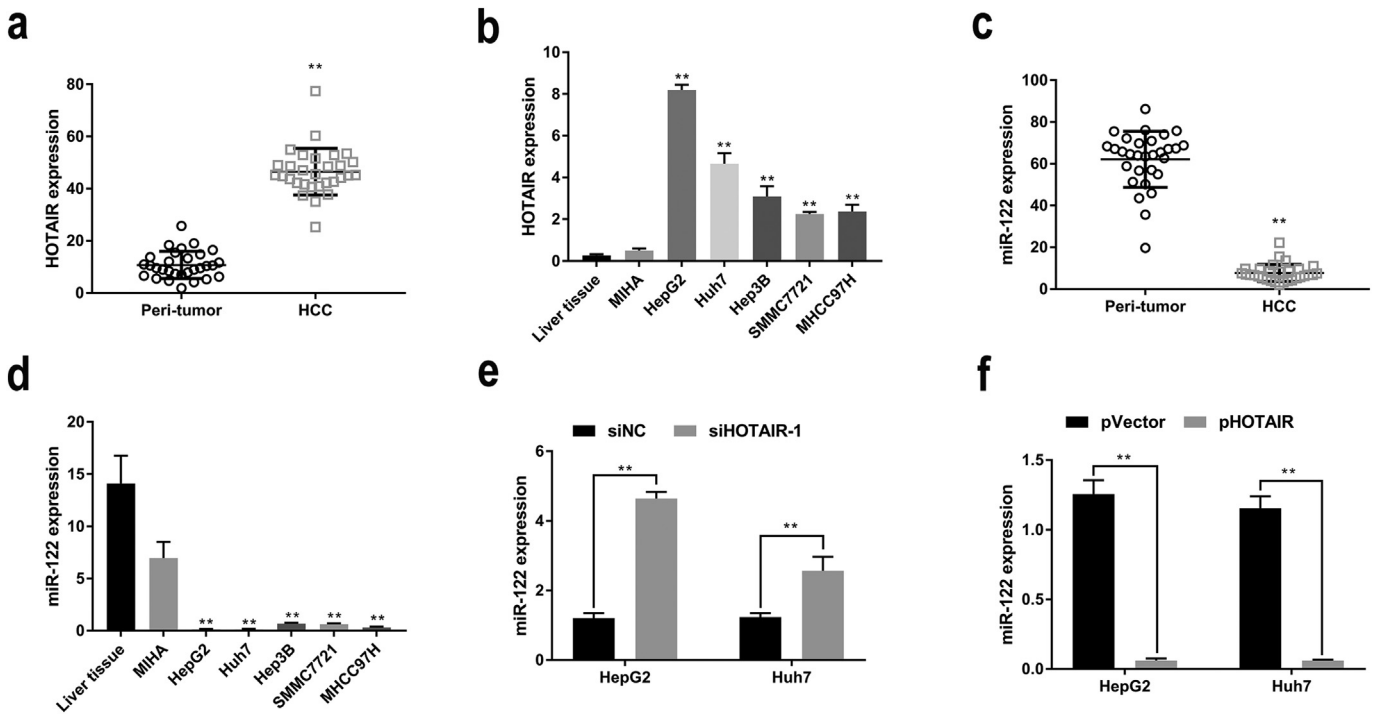 a
HOTAIR expression
80
60
40
20
0
**
Peri-tumor
HCC
b
HOTAIR expression
10
8
6
4
2
0
**
**
**
**
**
Liver tissue
MIHA
HepG2
Huh7
Hep3B
SMMC7721
MHCC97H
c
miR-122 expression
100
80
60
40
20
0
**
Peri-tumor
HCC
d
miR-122 expression
20
15
10
5
0
**
**
**
**
**
Liver tissue
MIHA
HepG2
Huh7
Hep3B
SMMC7721
MHCC97H
e
siNC
siHOTAIR-1
miR-122 expression
6
4
2
0
**
**
HepG2
Huh7
f
pVector
pHOTAIR
miR-122 expression
1.5
1.0
0.5
0.0
**
**
HepG2
Huh7